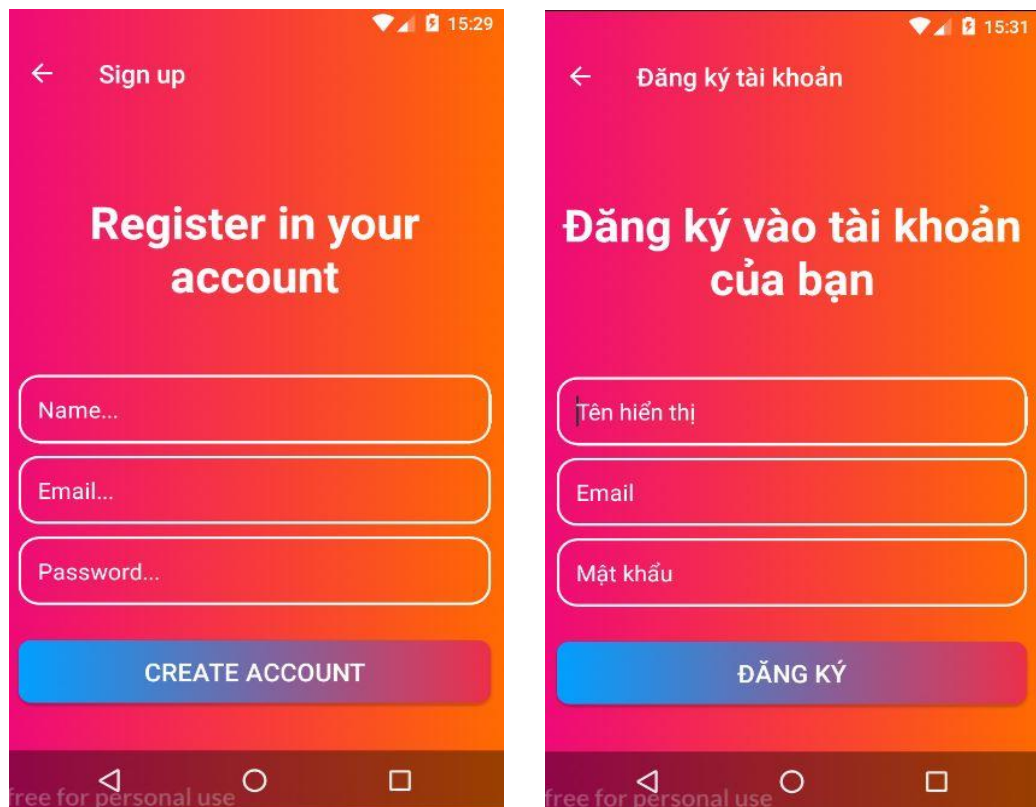 15:29
Sign up
Register in your
account
Name...
Email...
Password...
CREATE ACCOUNT
free for personal use
15:31
Đăng ký tài khoản
Đăng ký vào tài khoản
của bạn
Tên hiển thị
Email
Mật khẩu
ĐĂNG KÝ
free for personal use